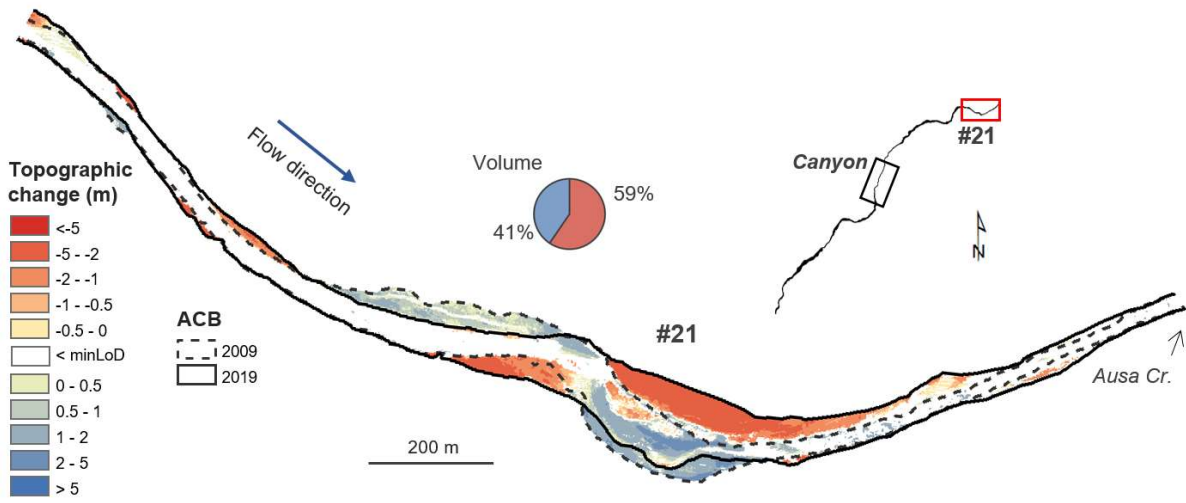 Flow direction
Volume
59%
41%
Canyon
#21
N
Topographic
change (m)
<-5
-5 - -2
-2 - -1
-1 - -0.5
-0.5 - 0
< minLoD
0 - 0.5
0.5 - 1
1 - 2
2 - 5
> 5
ACB
2009
2019
#21
Ausa Cr.
200 m